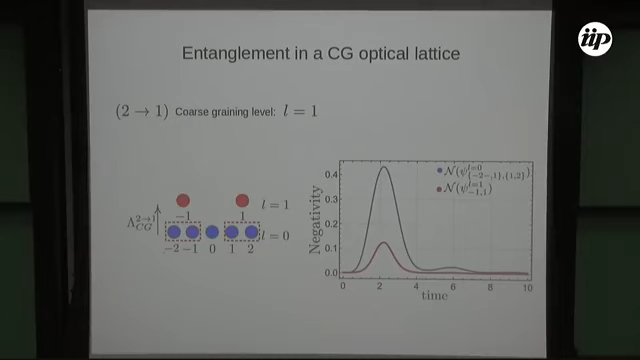 iip
Entanglement in a CG optical lattice
(2 → 1) Coarse graining level: l = 1
−1 1 l = 1
Λ_{CG}^{2→1}
l = 0
−2 −1 0 1 2
Negativity
0.4
0.3
0.2
0.1
0.0
N(ψ^{l=0}_{{−2−,1},{1,2}})
N(ψ^{l=1}_{−1,1})
0 2 4 6 8 10
time